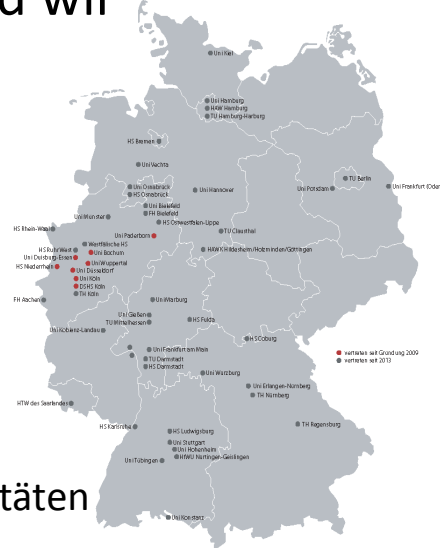 d wir
Uni Kiel
Uni Hamburg
HAW Hamburg
TU Hamburg-Harburg
HS Bremen
Uni Vechta
TU Berlin
Uni Potsdam
Uni Frankfurt (Oder
Uni Osnabrück
HS Osnabrück
Uni Hannover
Uni Bielefeld
FH Bielefeld
Uni Münster
HS Ostwestfalen-Lippe
HS Rhein-Waal
TU Clausthal
Uni Paderborn
Westfälische HS
HS Ruhr West
Uni Bochum
HAWK Hildesheim/Holzminden/Göttingen
Uni Duisburg-Essen
Uni Wuppertal
HS Niederrhein
Uni Düsseldorf
Uni Köln
DSHS Köln
TH Köln
FH Aachen
Uni Marburg
Uni Gießen
TU Mittelhessen
HS Fulda
Uni Koblenz-Landau
HS Coburg
Uni Frankfurt am Main
TU Darmstadt
HS Darmstadt
vertreten seit Gründung 2009
vertreten seit 2013
Uni Würzburg
Uni Erlangen-Nürnberg
TH Nürnberg
HTW des Saarlandes
HS Karlsruhe
TH Regensburg
HS Ludwigsburg
Uni Stuttgart
Uni Hohenheim
HfWU Nürtingen-Geislingen
Uni Tübingen
täten
Uni Konstanz